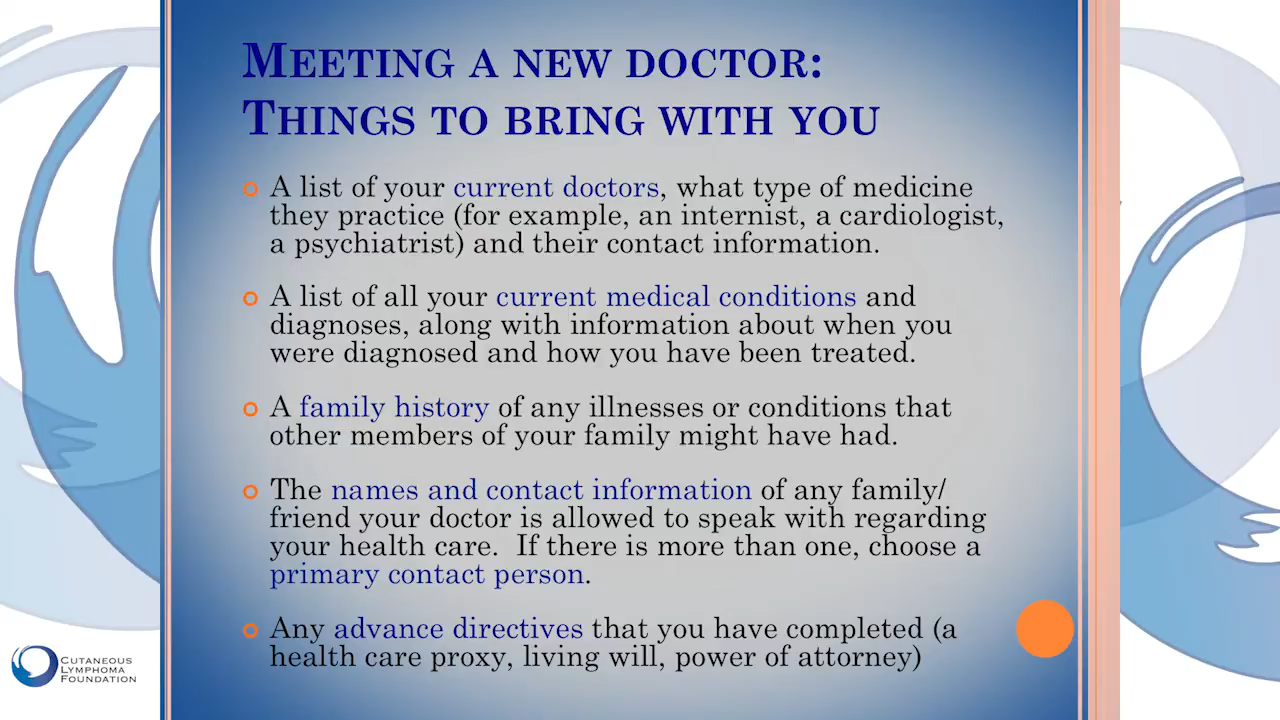 MEETING A NEW DOCTOR:
THINGS TO BRING WITH YOU
A list of your current doctors, what type of medicine
they practice (for example, an internist, a cardiologist,
a psychiatrist) and their contact information.
A list of all your current medical conditions and
diagnoses, along with information about when you
were diagnosed and how you have been treated.
A family history of any illnesses or conditions that
other members of your family might have had.
The names and contact information of any family/
friend your doctor is allowed to speak with regarding
your health care.  If there is more than one, choose a
primary contact person.
Any advance directives that you have completed (a
health care proxy, living will, power of attorney)
CUTANEOUS
LYMPHOMA
FOUNDATION